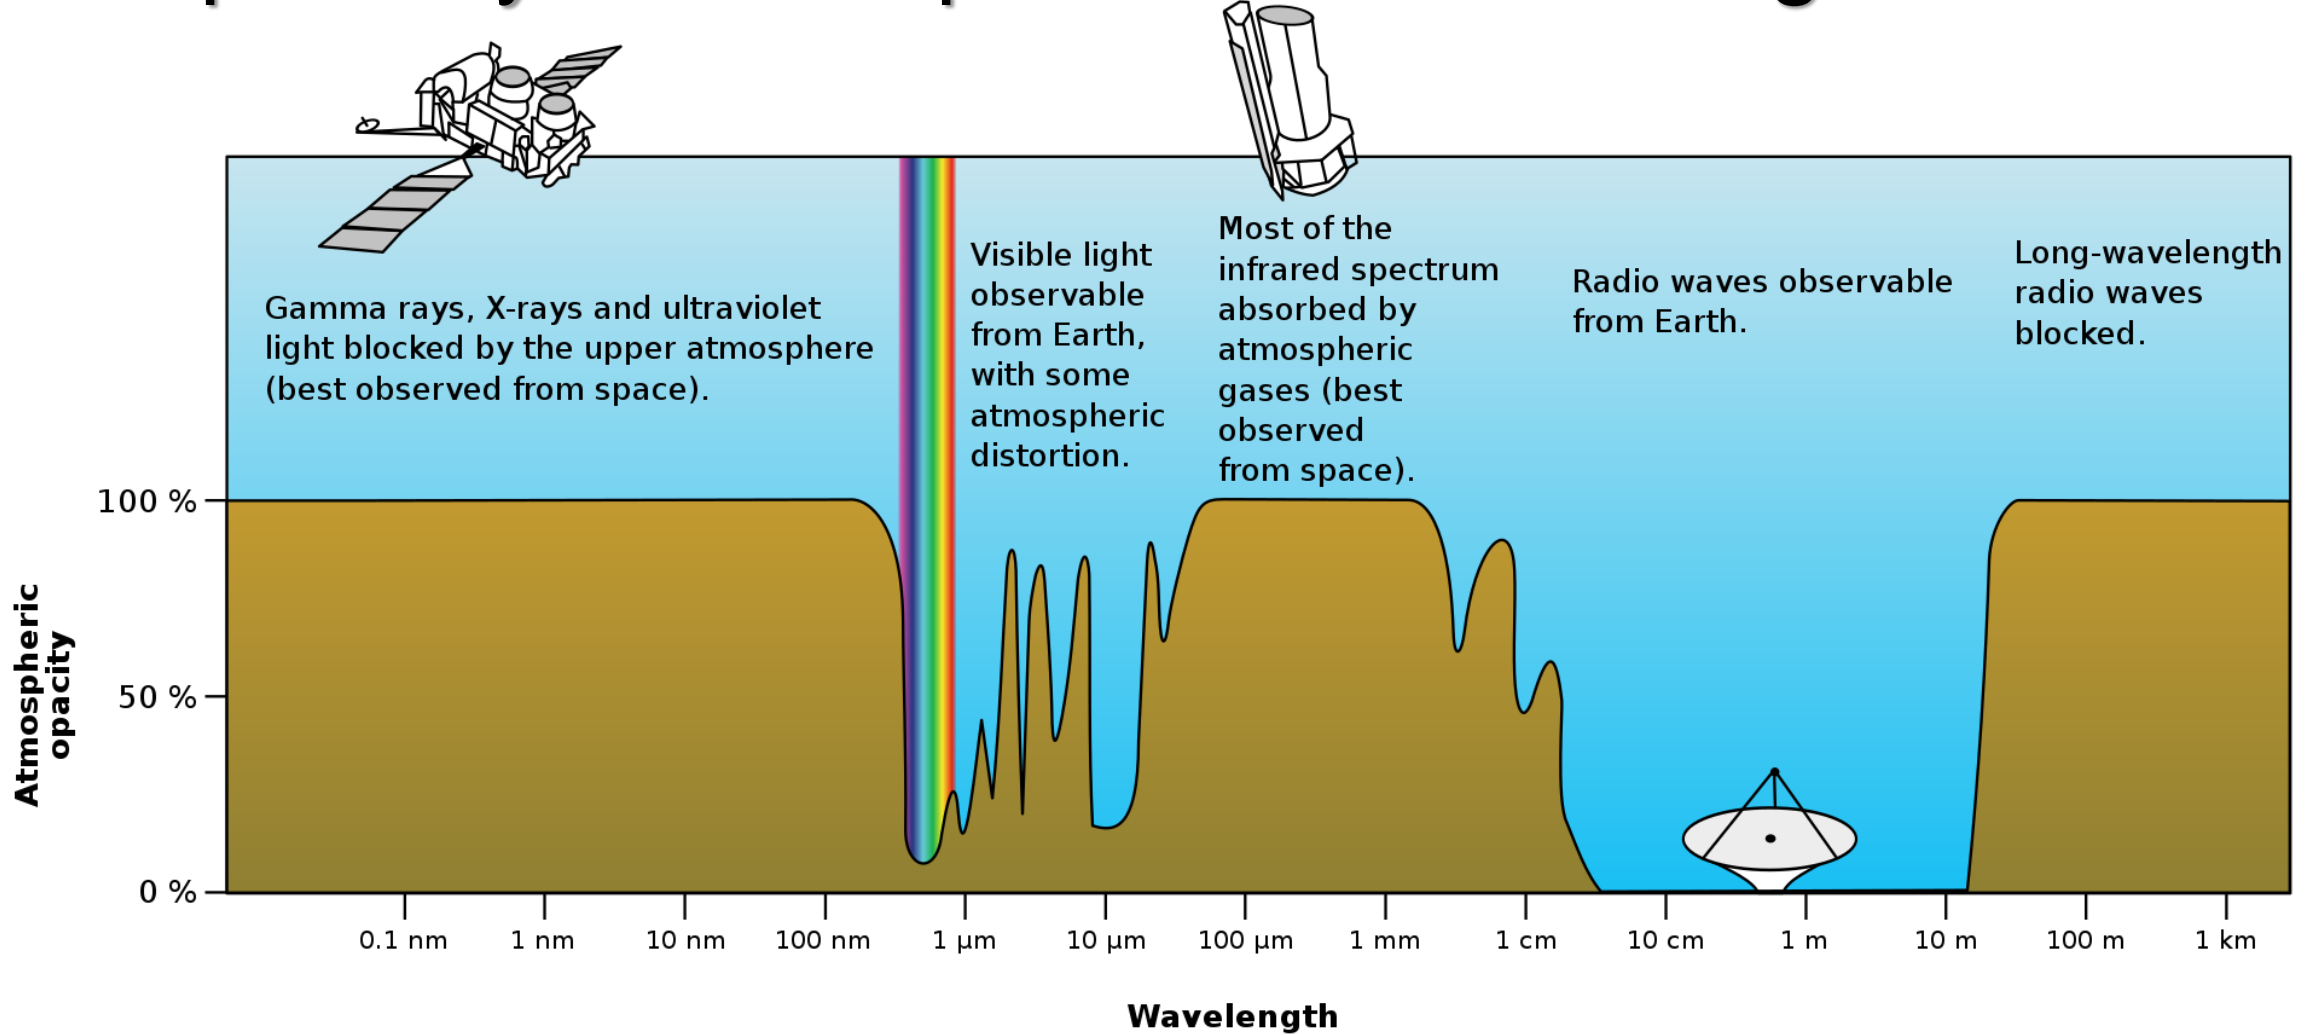 Gamma rays, X-rays and ultraviolet
light blocked by the upper atmosphere
(best observed from space).
Visible light
observable
from Earth,
with some
atmospheric
distortion.
Most of the
infrared spectrum
absorbed by
atmospheric
gases (best
observed
from space).
Radio waves observable
from Earth.
Long-wavelength
radio waves
blocked.
Atmospheric
opacity
100 %
50 %
0 %
0.1 nm
1 nm
10 nm
100 nm
1 µm
10 µm
100 µm
1 mm
1 cm
10 cm
1 m
10 m
100 m
1 km
Wavelength